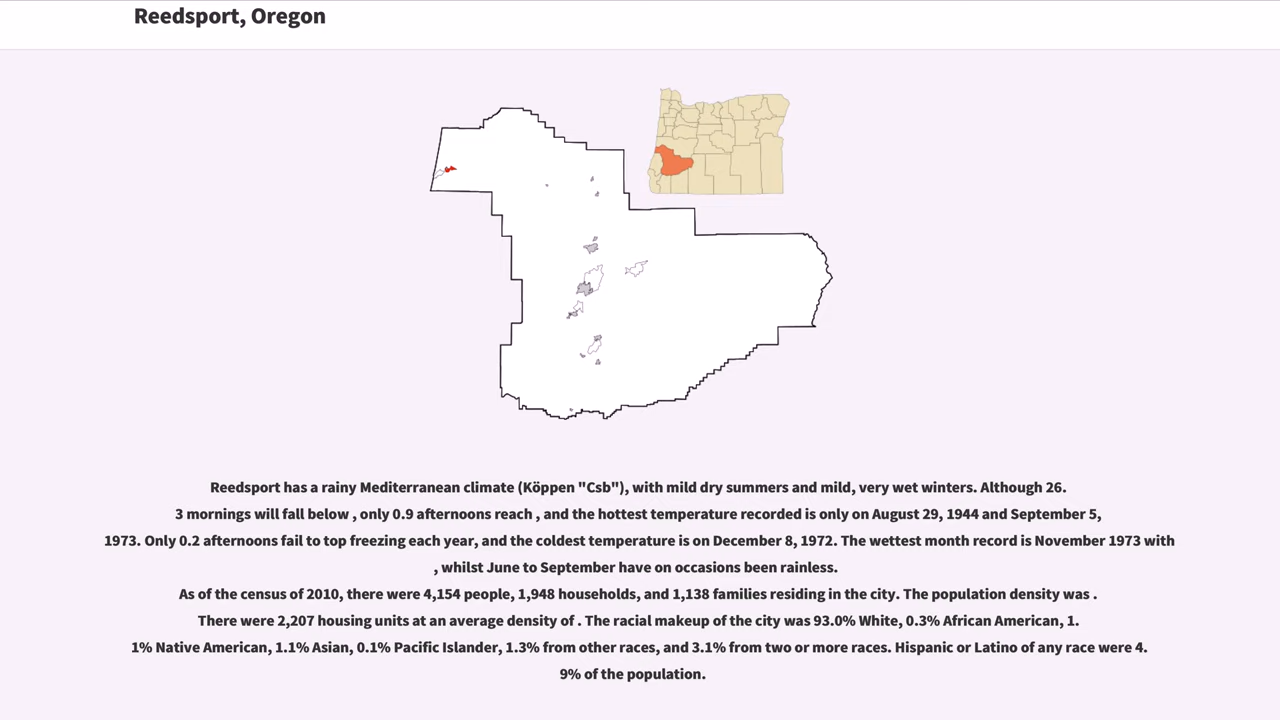 Reedsport, Oregon
Reedsport has a rainy Mediterranean climate (Köppen "Csb"), with mild dry summers and mild, very wet winters. Although 26.
3 mornings will fall below , only 0.9 afternoons reach , and the hottest temperature recorded is only on August 29, 1944 and September 5,
1973. Only 0.2 afternoons fail to top freezing each year, and the coldest temperature is on December 8, 1972. The wettest month record is November 1973 with
, whilst June to September have on occasions been rainless.
As of the census of 2010, there were 4,154 people, 1,948 households, and 1,138 families residing in the city. The population density was .
There were 2,207 housing units at an average density of . The racial makeup of the city was 93.0% White, 0.3% African American, 1.
1% Native American, 1.1% Asian, 0.1% Pacific Islander, 1.3% from other races, and 3.1% from two or more races. Hispanic or Latino of any race were 4.
9% of the population.